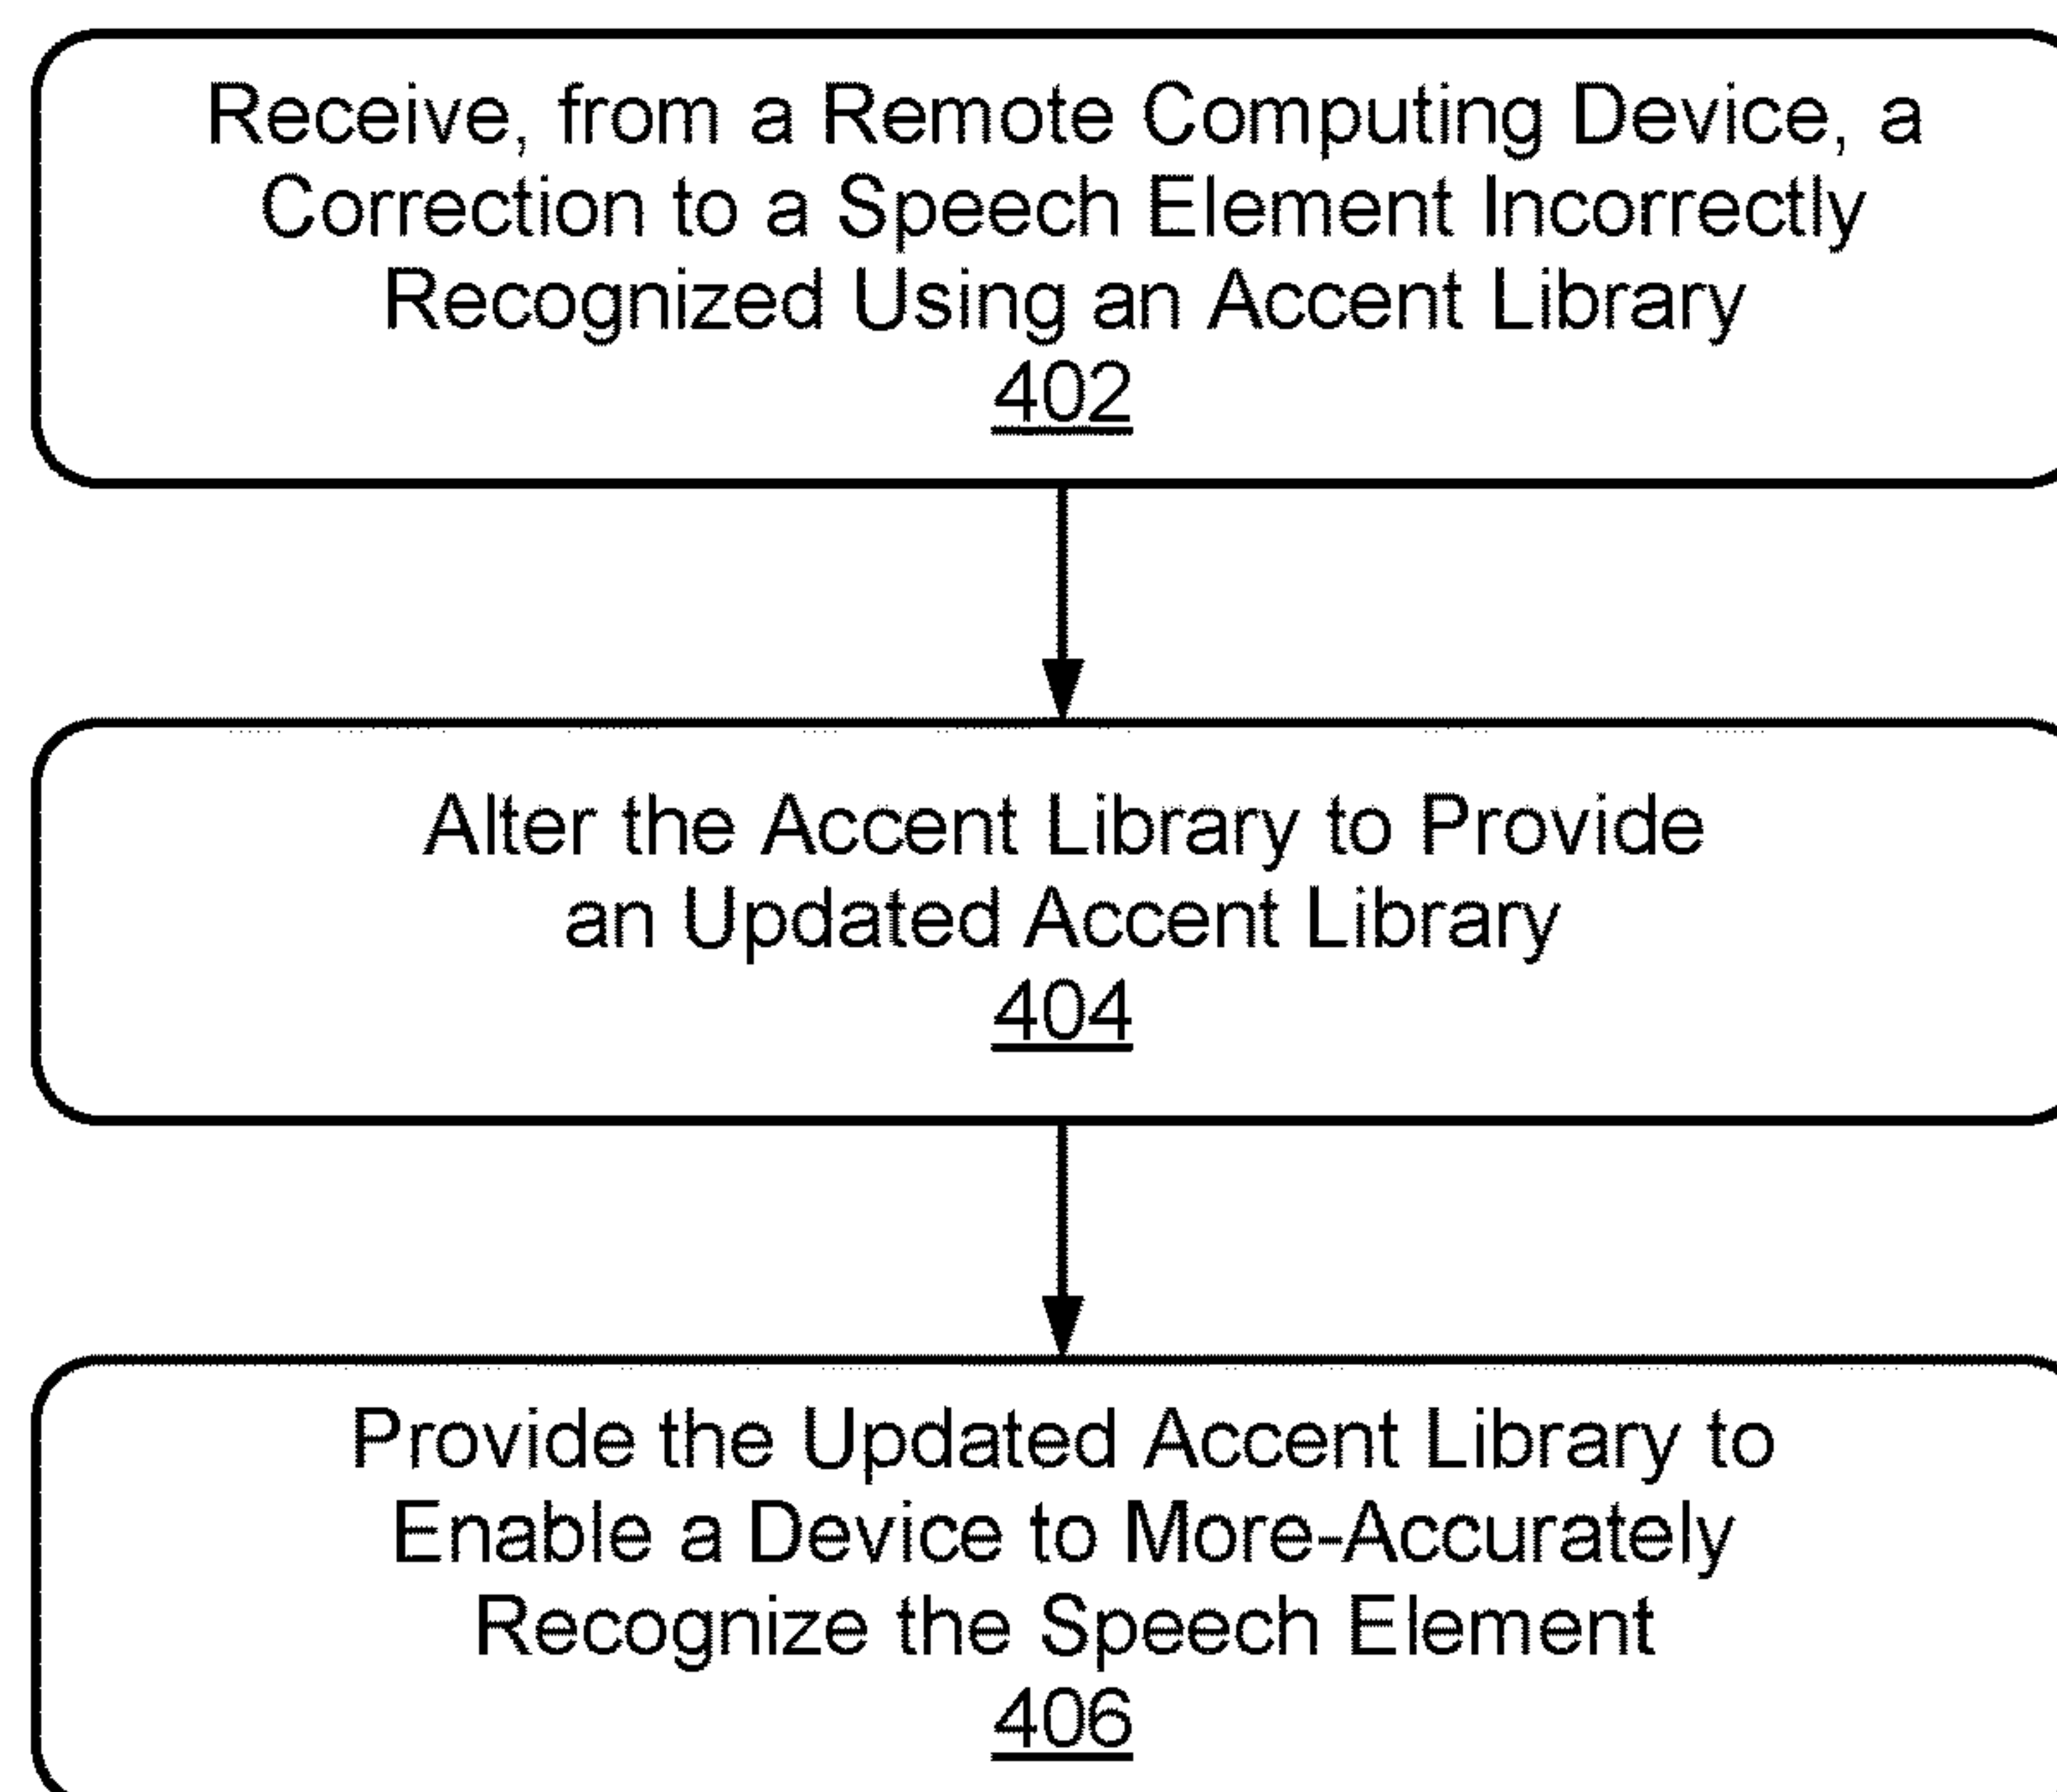 Receive, from a Remote Computing Device, a
Correction to a Speech Element Incorrectly
Recognized Using an Accent Library
402
Alter the Accent Library to Provide
an Updated Accent Library
404
Provide the Updated Accent Library to
Enable a Device to More-Accurately
Recognize the Speech Element
406